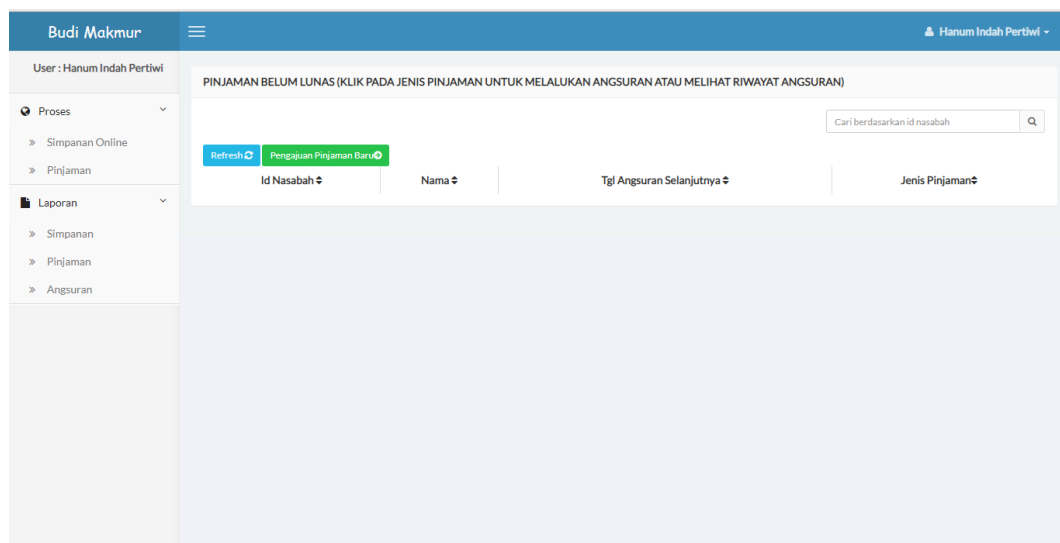 Budi Makmur
Hanum Indah Pertiwi
User : Hanum Indah Pertiwi
Proses
Simpanan Online
Pinjaman
Laporan
Simpanan
Pinjaman
Angsuran
PINJAMAN BELUM LUNAS (KLIK PADA JENIS PINJAMAN UNTUK MELALUKAN ANGSURAN ATAU MELIHAT RIWAYAT ANGSURAN)
Cari berdasarkan id nasabah
Refresh Pengajuan Pinjaman Baru
Id Nasabah Nama Tgl Angsuran Selanjutnya Jenis Pinjaman